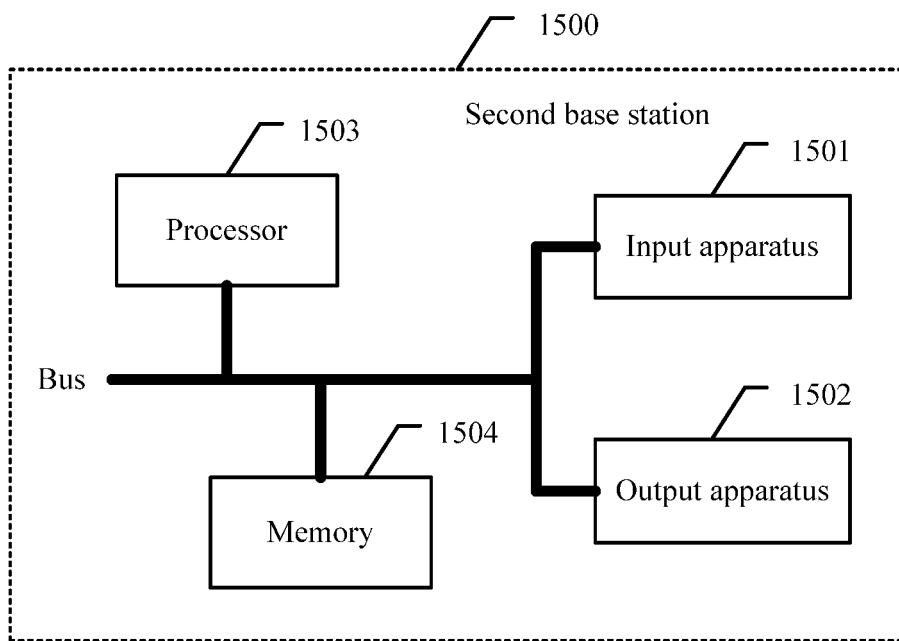 1500
Second base station
1503
1501
Processor
Input apparatus
Bus
1502
1504
Output apparatus
Memory